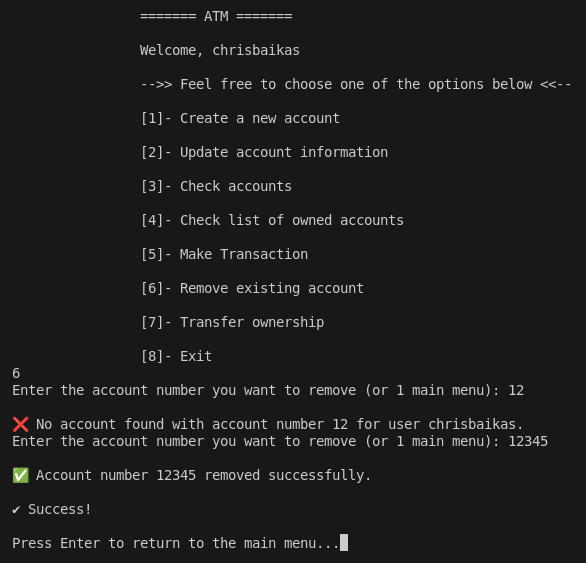 ======= ATM =======
Welcome, chrisbaikas
-->> Feel free to choose one of the options below <<--
[1]- Create a new account
[2]- Update account information
[3]- Check accounts
[4]- Check list of owned accounts
[5]- Make Transaction
[6]- Remove existing account
[7]- Transfer ownership
[8]- Exit
6
Enter the account number you want to remove (or 1 main menu): 12
❌ No account found with account number 12 for user chrisbaikas.
Enter the account number you want to remove (or 1 main menu): 12345
✅ Account number 12345 removed successfully.
✔ Success!
Press Enter to return to the main menu...